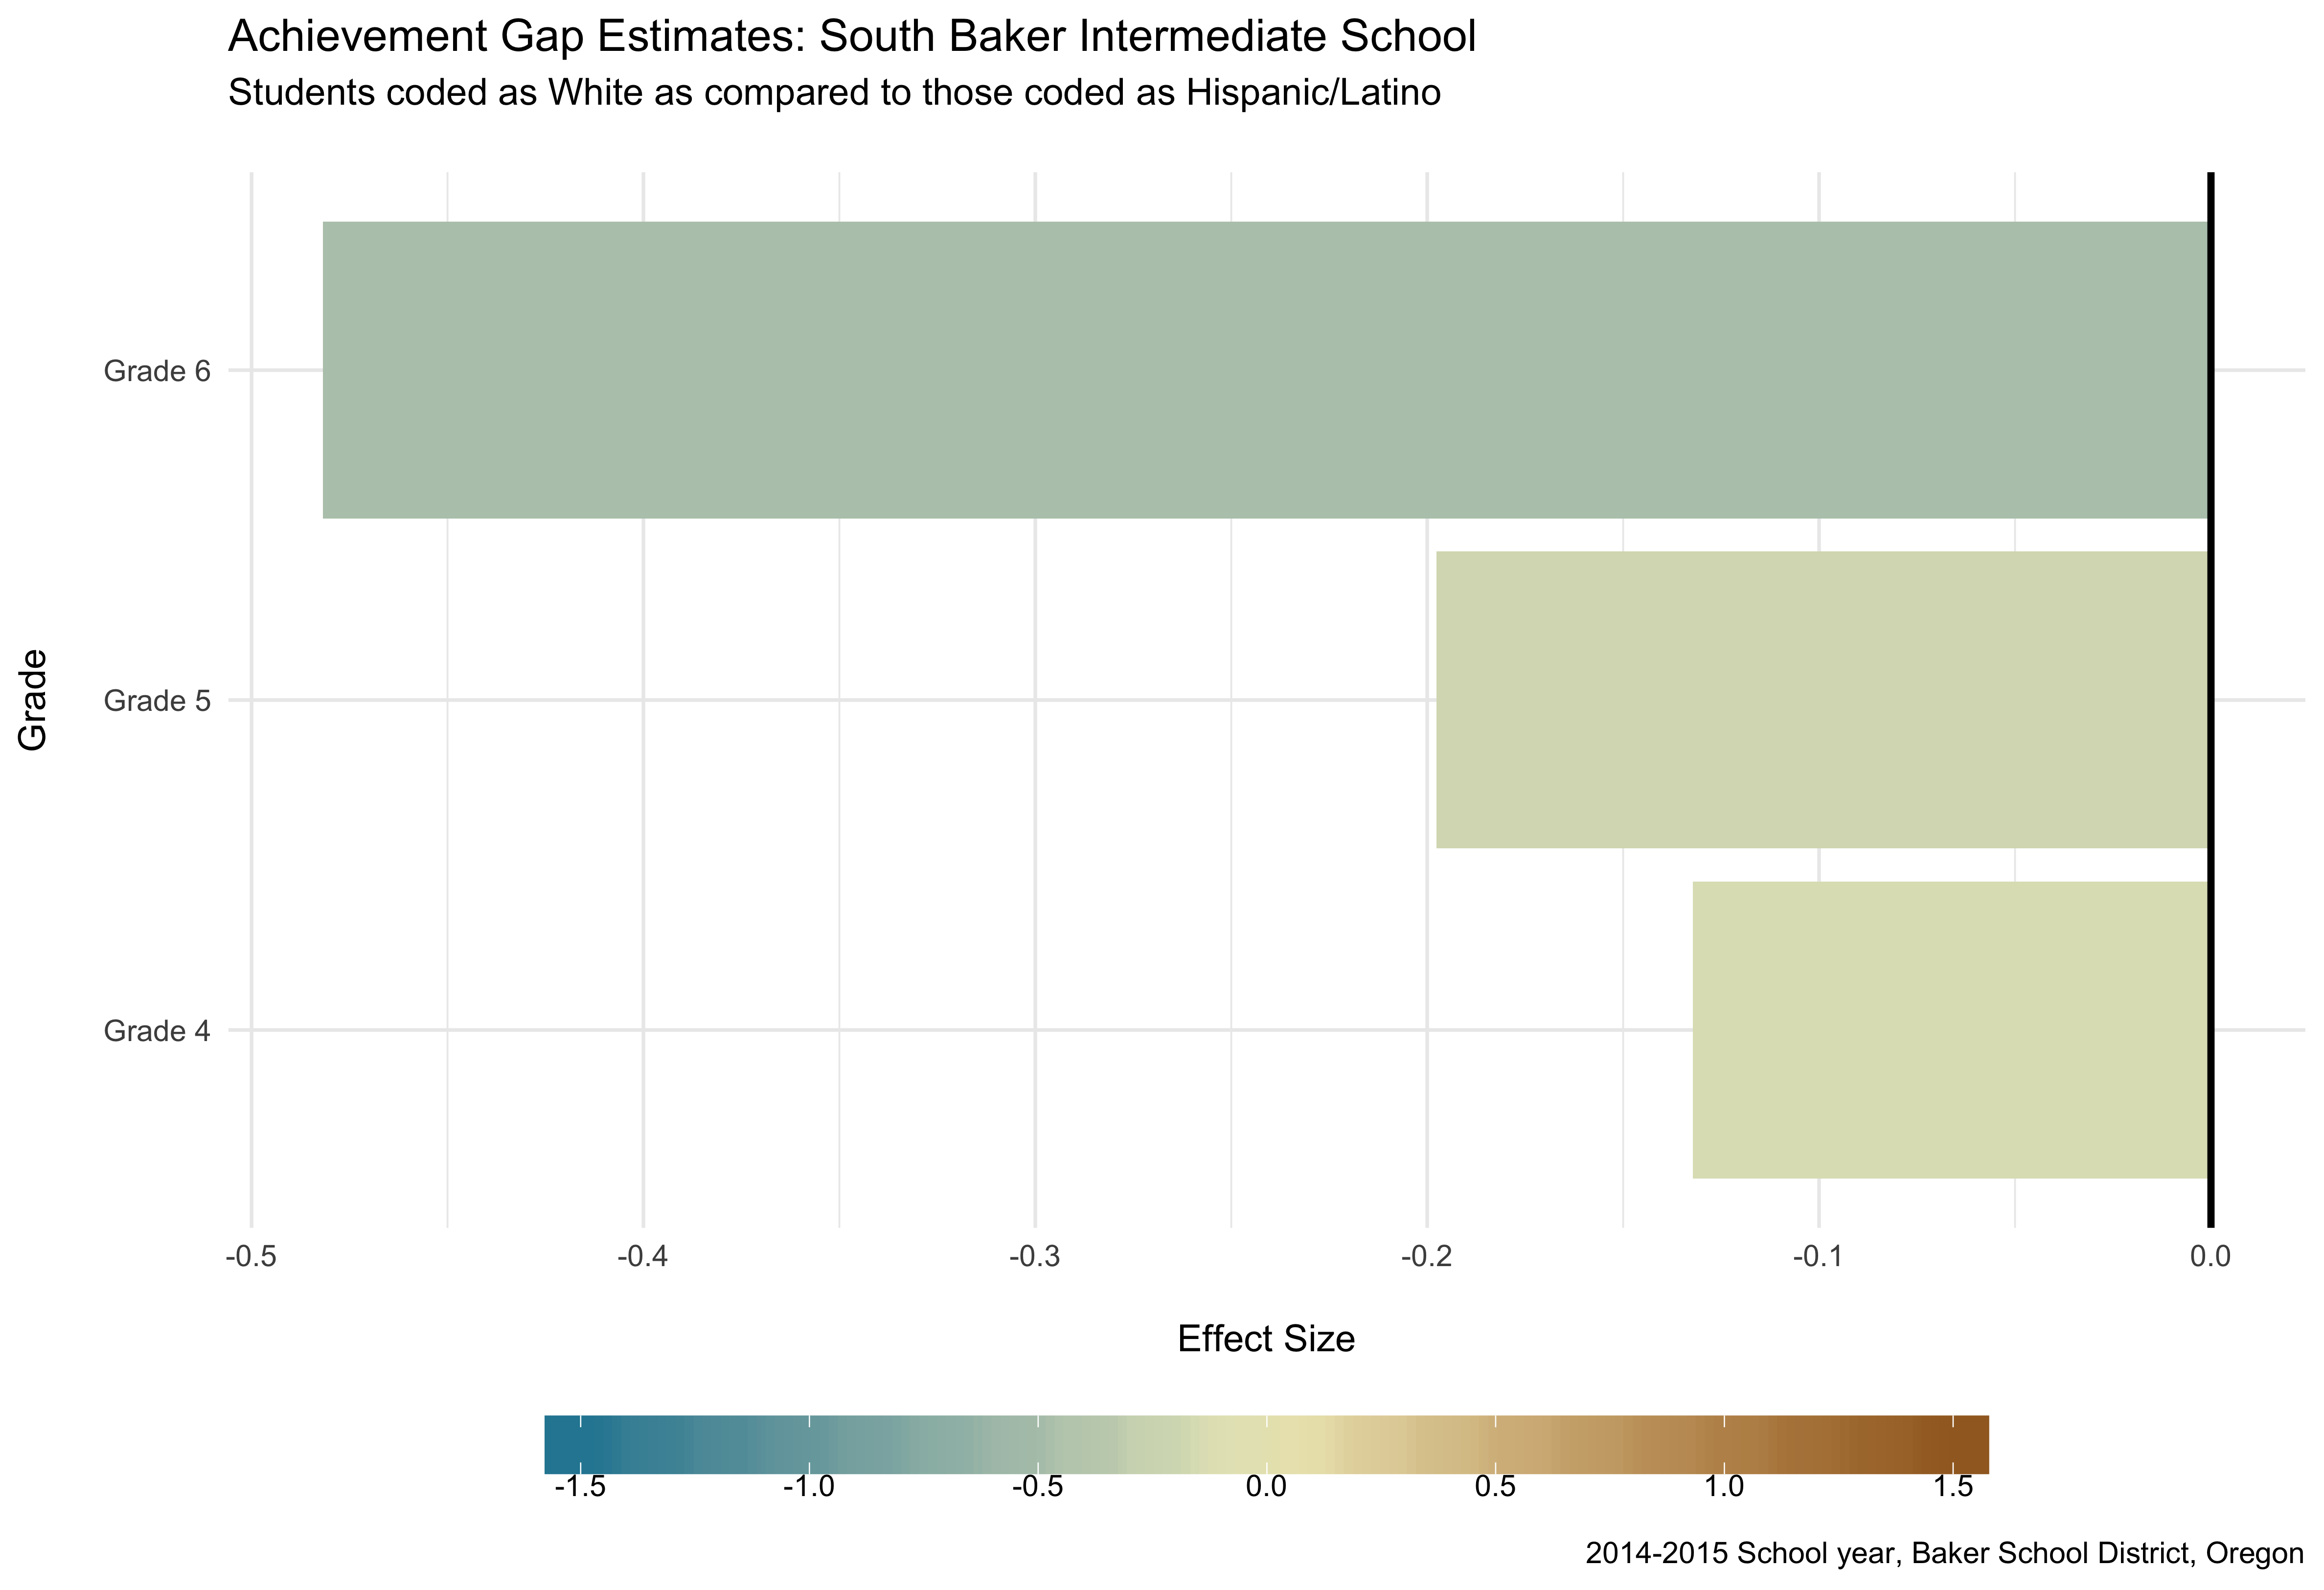 Achievement Gap Estimates: South Baker Intermediate School
Students coded as White as compared to those coded as Hispanic/Latino
Grade
Grade 6
Grade 5
Grade 4
-0.5 -0.4 -0.3 -0.2 -0.1 0.0
Effect Size
-1.5 -1.0 -0.5 0.0 0.5 1.0 1.5
2014-2015 School year, Baker School District, Oregon